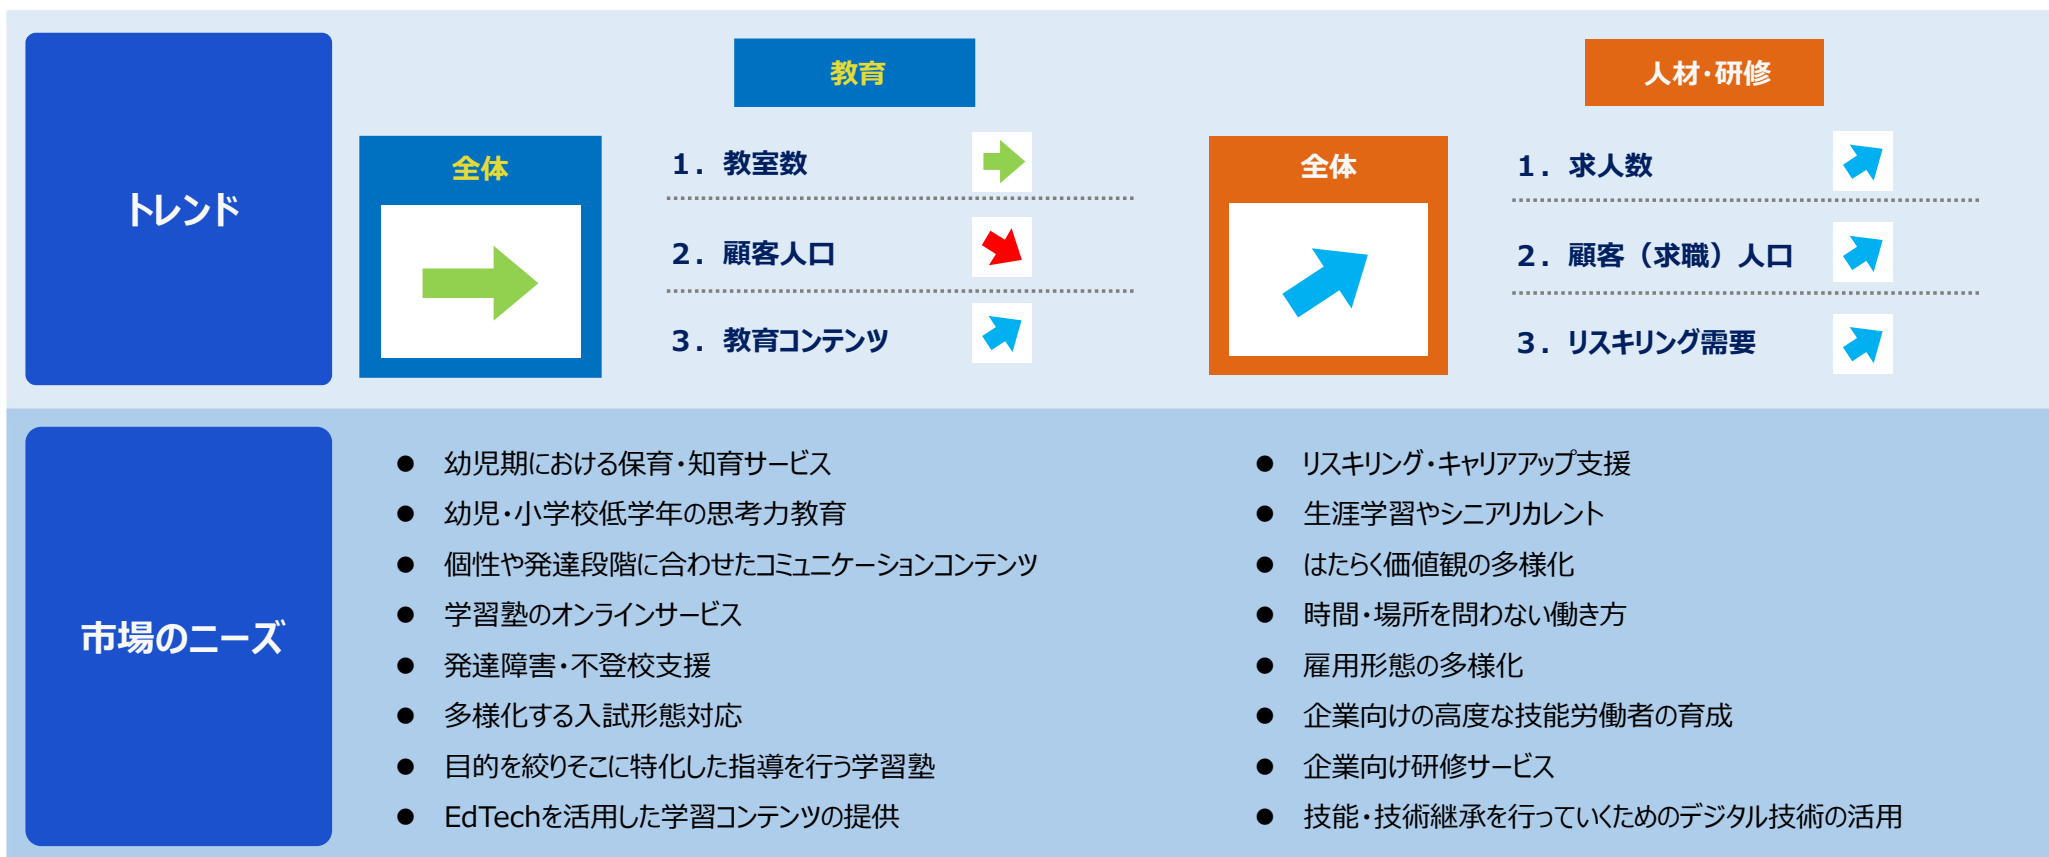 トレンド
教育
全体
1. 教室数
2. 顧客人口
3. 教育コンテンツ
人材・研修
全体
1. 求人数
2. 顧客（求職）人口
3. リスキリング需要
市場のニーズ
● 幼児期における保育・知育サービス
● 幼児・小学校低学年の思考力教育
● 個性や発達段階に合わせたコミュニケーションコンテンツ
● 学習塾のオンラインサービス
● 発達障害・不登校支援
● 多様化する入試形態対応
● 目的を絞りそこに特化した指導を行う学習塾
● EdTechを活用した学習コンテンツの提供
● リスキリング・キャリアアップ支援
● 生涯学習やシニアリカレント
● はたらく価値観の多様化
● 時間・場所を問わない働き方
● 雇用形態の多様化
● 企業向けの高度な技能労働者の育成
● 企業向け研修サービス
● 技能・技術継承を行っていくためのデジタル技術の活用